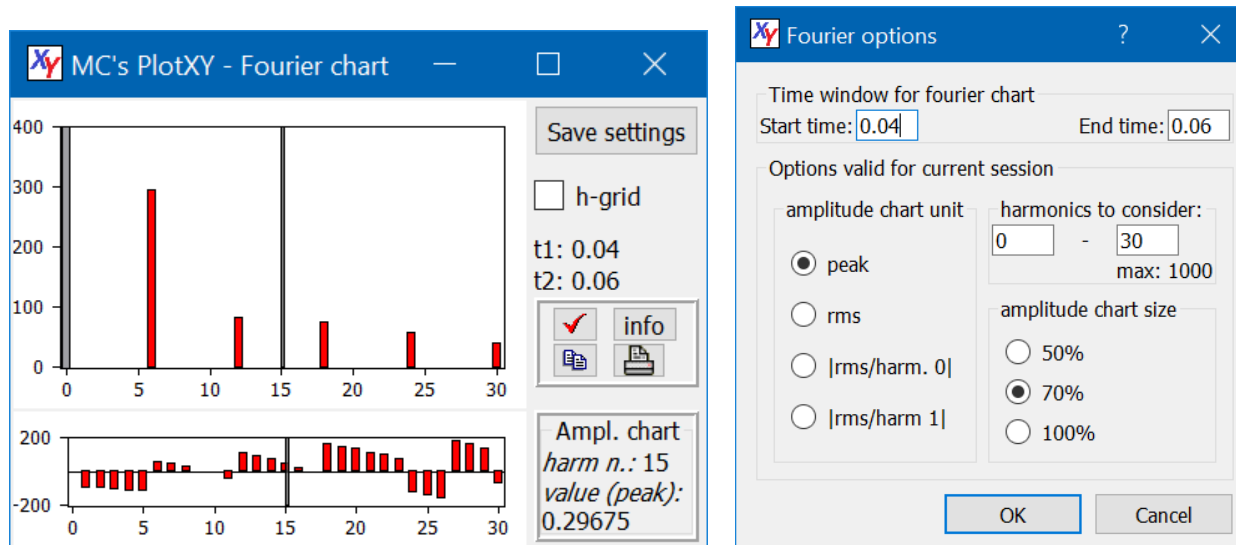 XY MC's PlotXY - Fourier chart
400
300
200
100
0
0 5 10 15 20 25 30
200
-200
0 5 10 15 20 25 30
Save settings
h-grid
t1: 0.04
t2: 0.06
info
Ampl. chart
harm n.: 15
value (peak):
0.29675
XY Fourier options ?
Time window for fourier chart
Start time: 0.04 End time: 0.06
Options valid for current session
amplitude chart unit
peak
rms
|rms/harm. 0|
|rms/harm 1|
harmonics to consider:
0 - 30
max: 1000
amplitude chart size
50%
70%
100%
OK Cancel